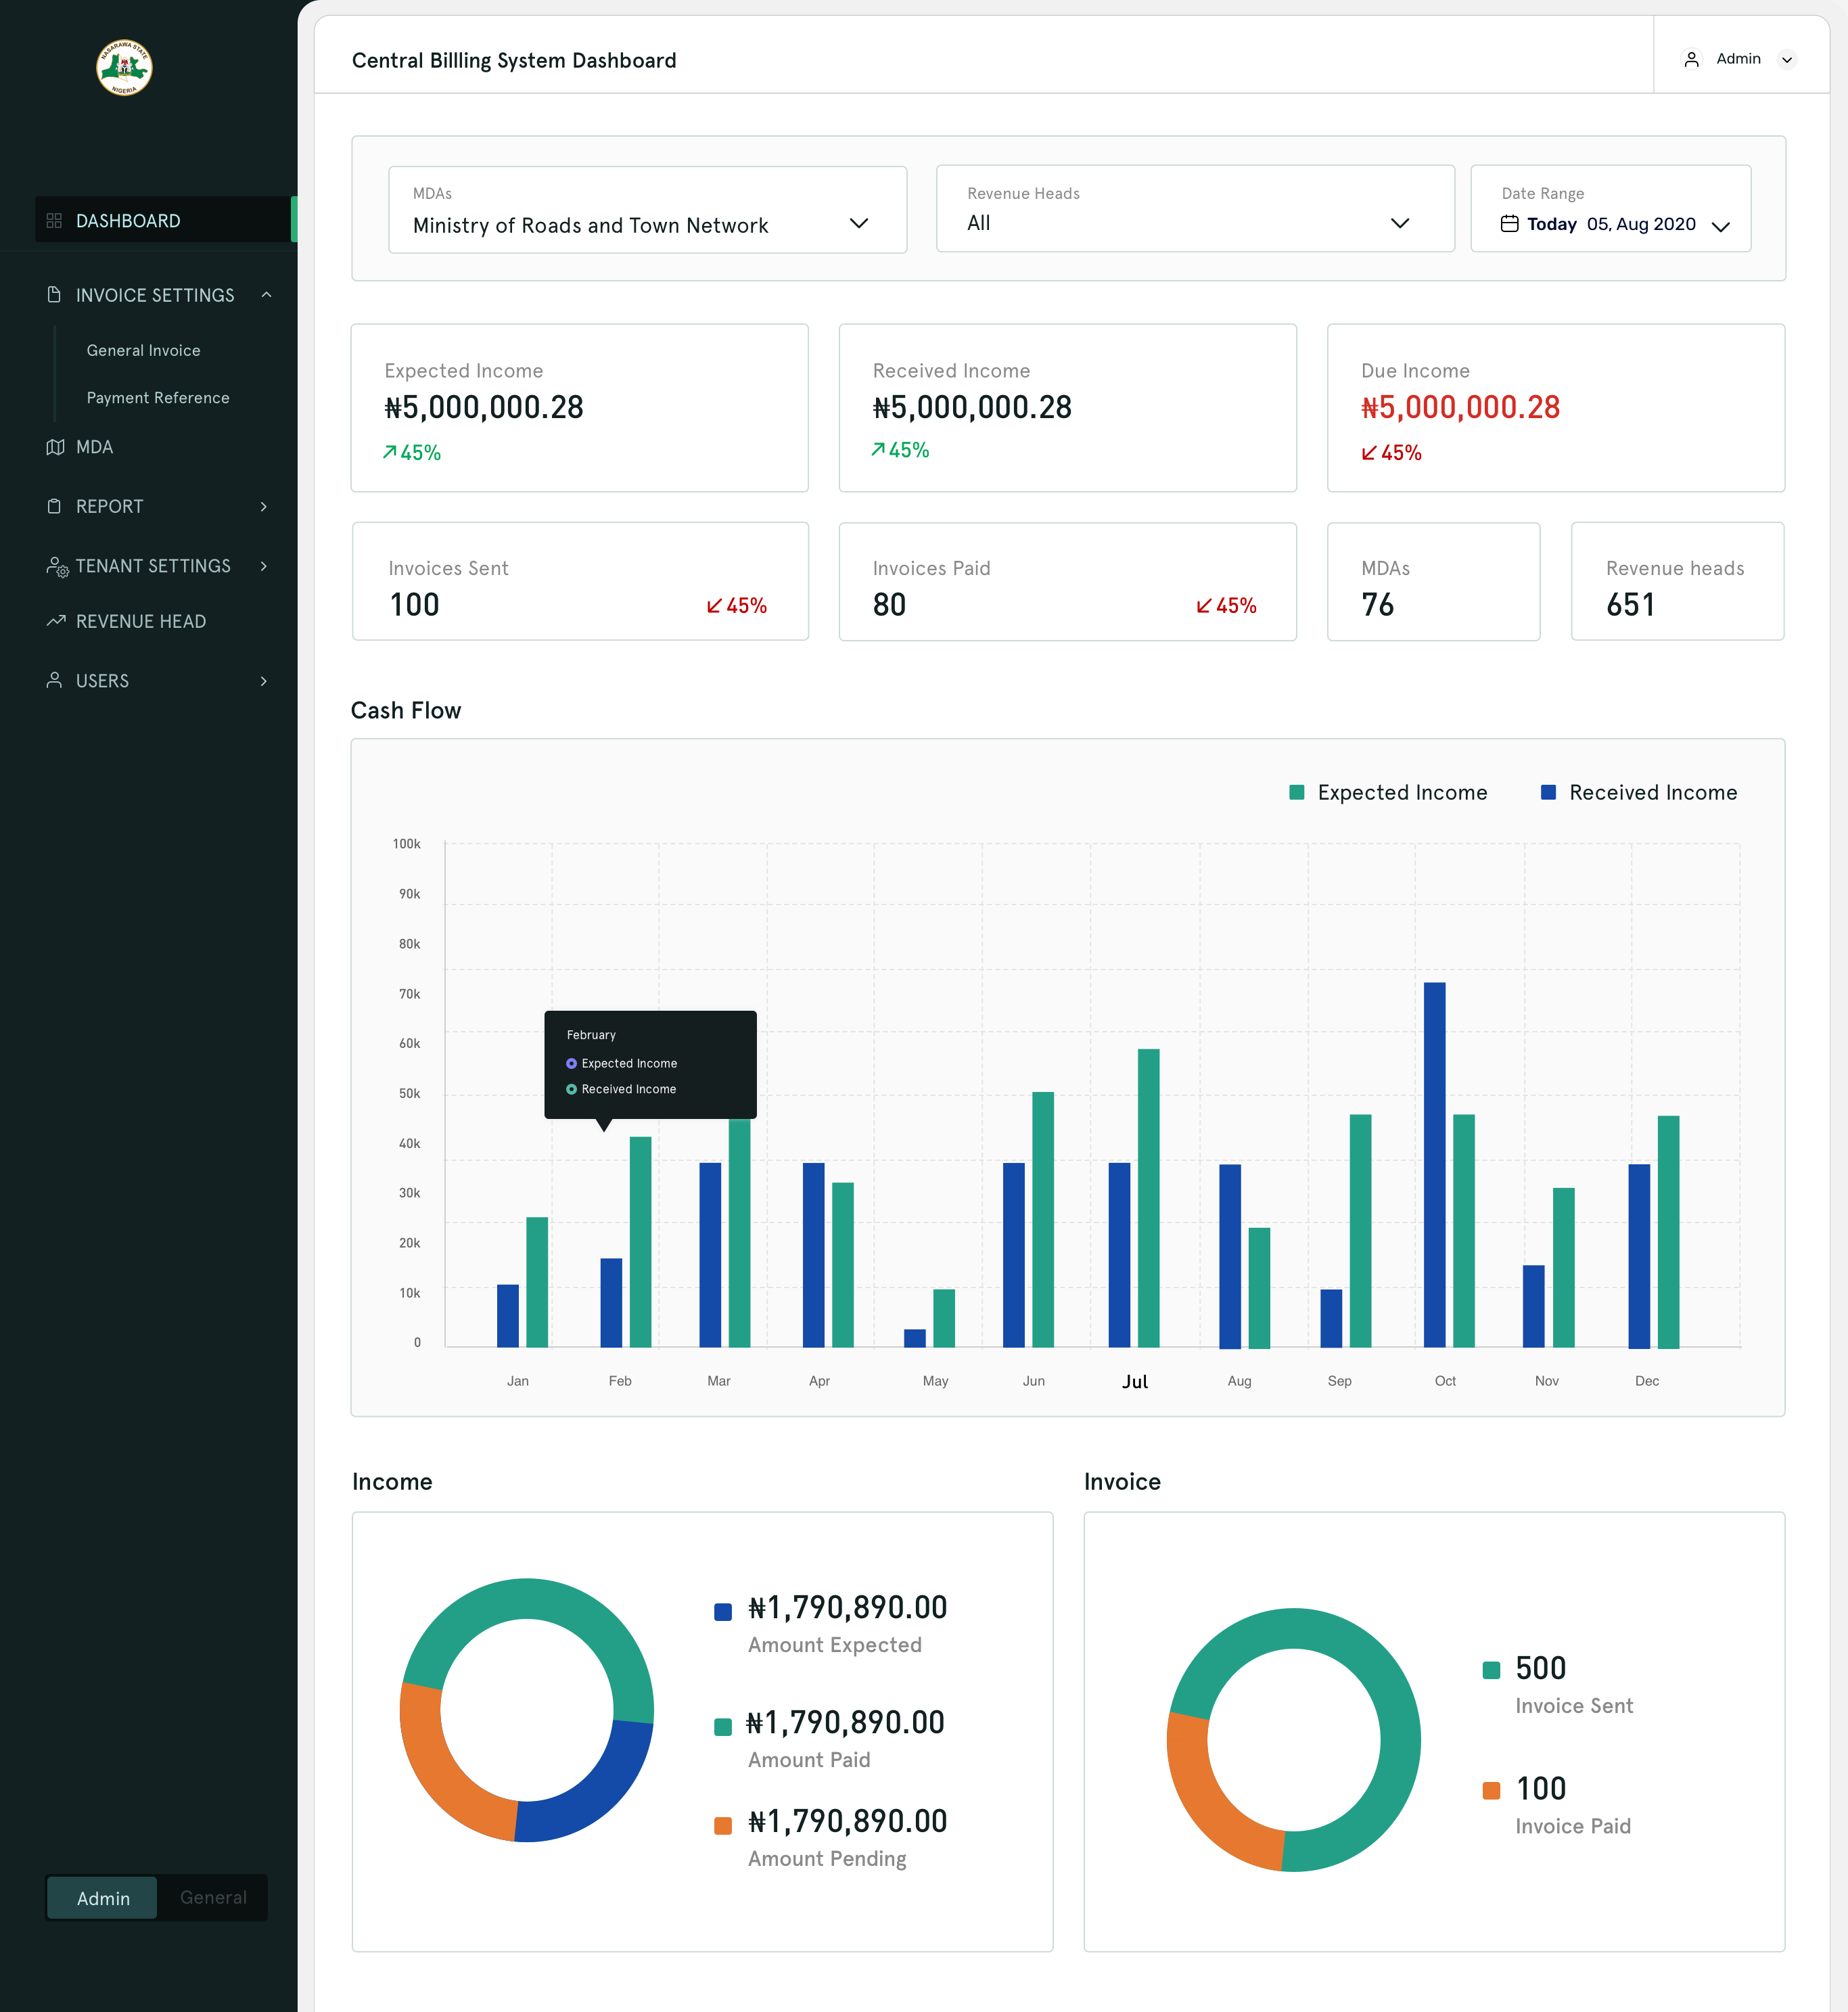 NASARAWA STATE
NIGERIA
DASHBOARD
INVOICE SETTINGS
General Invoice
Payment Reference
MDA
REPORT
TENANT SETTINGS
REVENUE HEAD
USERS
Admin
General
Central Billling System Dashboard
Admin
MDAs
Ministry of Roads and Town Network
Revenue Heads
All
Date Range
Today 05, Aug 2020
Expected Income
₦5,000,000.28
45%
Received Income
₦5,000,000.28
45%
Due Income
₦5,000,000.28
45%
Invoices Sent
100
45%
Invoices Paid
80
45%
MDAs
76
Revenue heads
651
Cash Flow
Expected Income
Received Income
100k
90k
80k
70k
60k
50k
40k
30k
20k
10k
0
February
Expected Income
Received Income
Jan Feb Mar Apr May Jun Jul Aug Sep Oct Nov Dec
Income
₦1,790,890.00
Amount Expected
₦1,790,890.00
Amount Paid
₦1,790,890.00
Amount Pending
Invoice
500
Invoice Sent
100
Invoice Paid